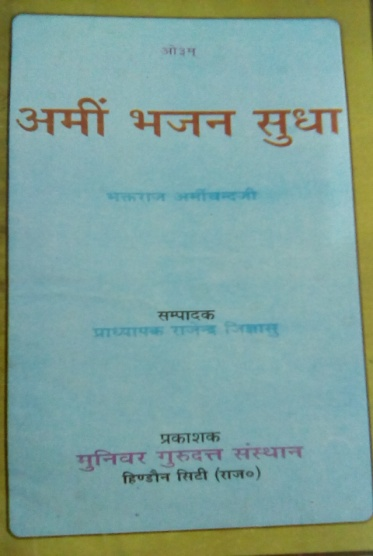 ओ३म्
अमीं भजन सुधा
भक्तराज अमींचन्दजी
सम्पादक
प्राध्यापक राजेन्द्र जिज्ञासु
प्रकाशक
मुनिवर गुरुदत्त संस्थान
हिण्डौन सिटी (राज०)